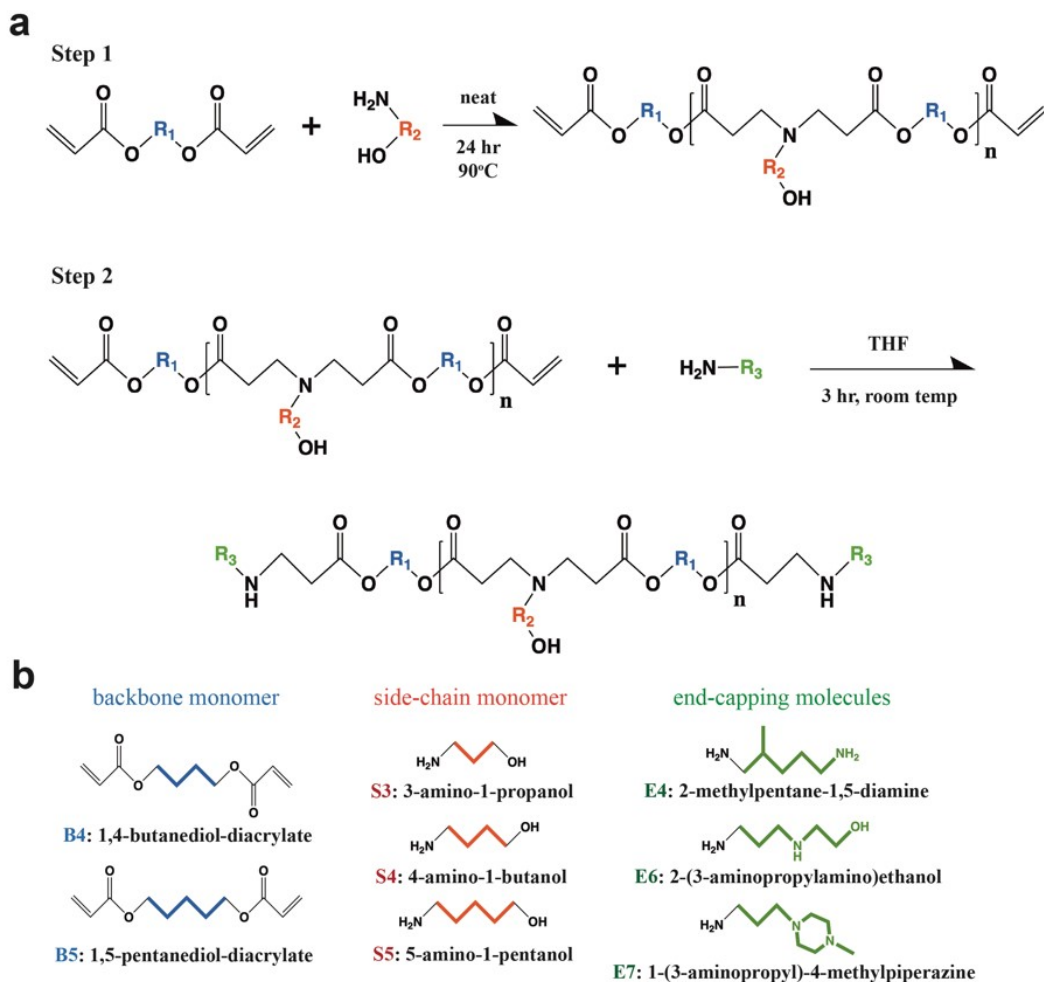 a
Step 1
O O H₂N neat O O O O
R₁ + R₂ R₁ R₁
O O HO 24 hr O O N O O n
90°C R₂
OH
Step 2
O O O O
R₁ R₁ + H₂N R₃ THF
O O N O O n 3 hr, room temp
R₂
OH
O O O O
R₃ R₁ R₁ R₃
N O O N O O n N
H R₂ H
OH
b
backbone monomer side-chain monomer end-capping molecules
O O O O
B4: 1,4-butanediol-diacrylate
O O O O
B5: 1,5-pentanediol-diacrylate
H₂N OH
S3: 3-amino-1-propanol
H₂N OH
S4: 4-amino-1-butanol
H₂N OH
S5: 5-amino-1-pentanol
H₂N NH₂
E4: 2-methylpentane-1,5-diamine
H₂N N OH
H
E6: 2-(3-aminopropylamino)ethanol
H₂N N N
E7: 1-(3-aminopropyl)-4-methylpiperazine